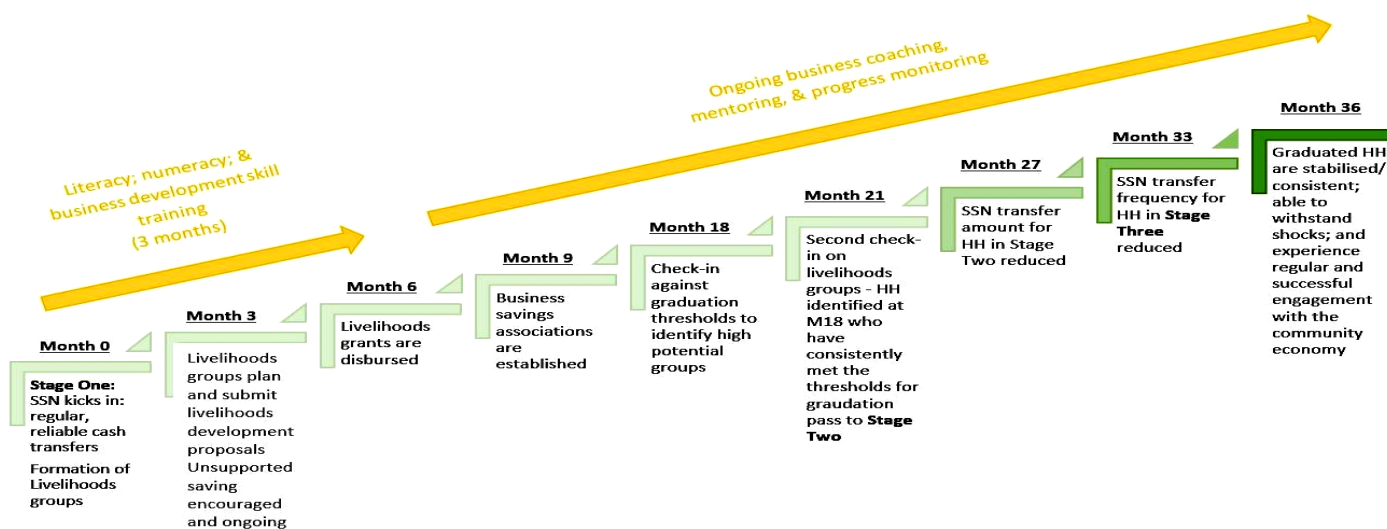 Literacy; numeracy; &
business development skill
training
(3 months)
Ongoing business coaching,
mentoring, & progress monitoring
Month 0
Stage One:
SSN kicks in:
regular,
reliable cash
transfers
Formation of
Livelihoods
groups
Month 3
Livelihoods
groups plan
and submit
livelihoods
development
proposals
Unsupported
saving
encouraged
and ongoing
Month 6
Livelihoods
grants are
disbursed
Month 9
Business
savings
associations
are
established
Month 18
Check-in
against
graduation
thresholds to
identify high
potential
groups
Month 21
Second check-
in on
livelihoods
groups - HH
identified at
M18 who
have
consistently
met the
thresholds for
graudation
pass to Stage
Two
Month 27
SSN transfer
amount for
HH in Stage
Two reduced
Month 33
SSN transfer
frequency for
HH in Stage
Three
reduced
Month 36
Graduated HH
are stabilised/
consistent;
able to
withstand
shocks; and
experience
regular and
successful
engagement
with the
community
economy